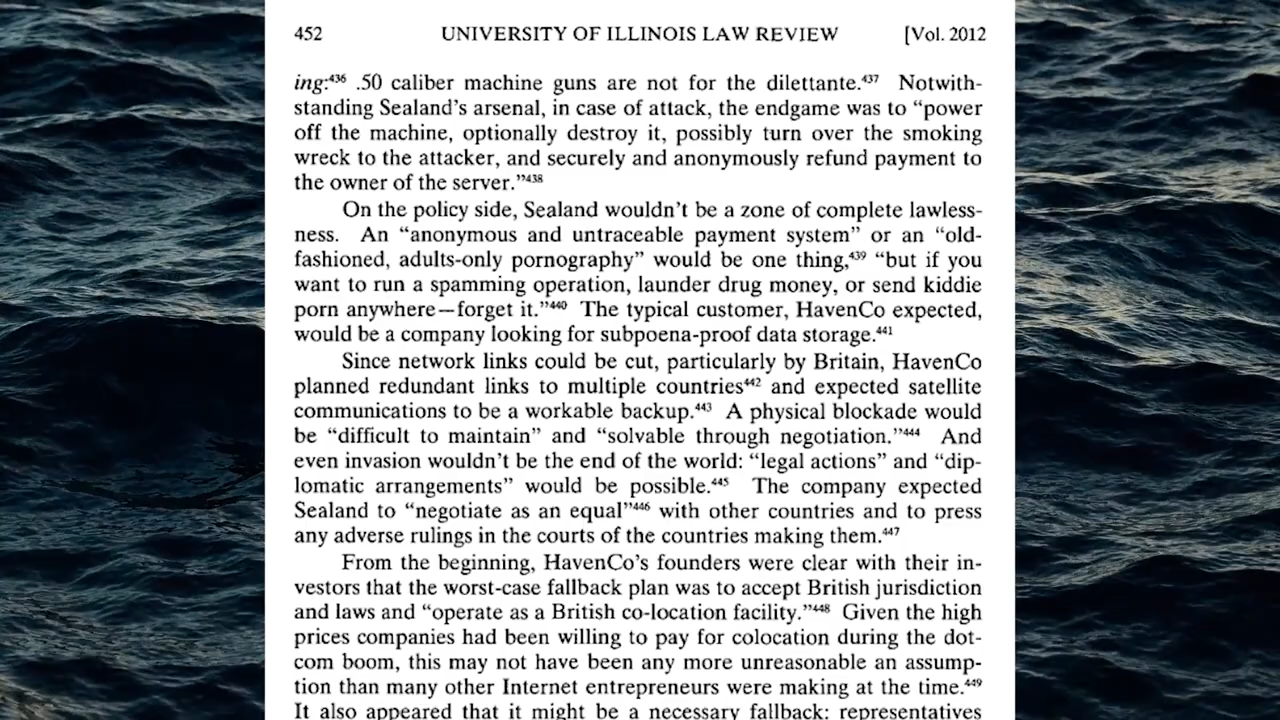 452 UNIVERSITY OF ILLINOIS LAW REVIEW [Vol. 2012
ing:436 .50 caliber machine guns are not for the dilettante.437 Notwith-
standing Sealand's arsenal, in case of attack, the endgame was to “power
off the machine, optionally destroy it, possibly turn over the smoking
wreck to the attacker, and securely and anonymously refund payment to
the owner of the server.”438
On the policy side, Sealand wouldn't be a zone of complete lawless-
ness. An “anonymous and untraceable payment system” or an “old-
fashioned, adults-only pornography” would be one thing,439 “but if you
want to run a spamming operation, launder drug money, or send kiddie
porn anywhere—forget it.”440 The typical customer, HavenCo expected,
would be a company looking for subpoena-proof data storage.441
Since network links could be cut, particularly by Britain, HavenCo
planned redundant links to multiple countries442 and expected satellite
communications to be a workable backup.443 A physical blockade would
be “difficult to maintain” and “solvable through negotiation.”444 And
even invasion wouldn't be the end of the world: “legal actions” and “dip-
lomatic arrangements” would be possible.445 The company expected
Sealand to “negotiate as an equal”446 with other countries and to press
any adverse rulings in the courts of the countries making them.447
From the beginning, HavenCo's founders were clear with their in-
vestors that the worst-case fallback plan was to accept British jurisdiction
and laws and “operate as a British co-location facility.”448 Given the high
prices companies had been willing to pay for colocation during the dot-
com boom, this may not have been any more unreasonable an assump-
tion than many other Internet entrepreneurs were making at the time.449
It also appeared that it might be a necessary fallback: representatives